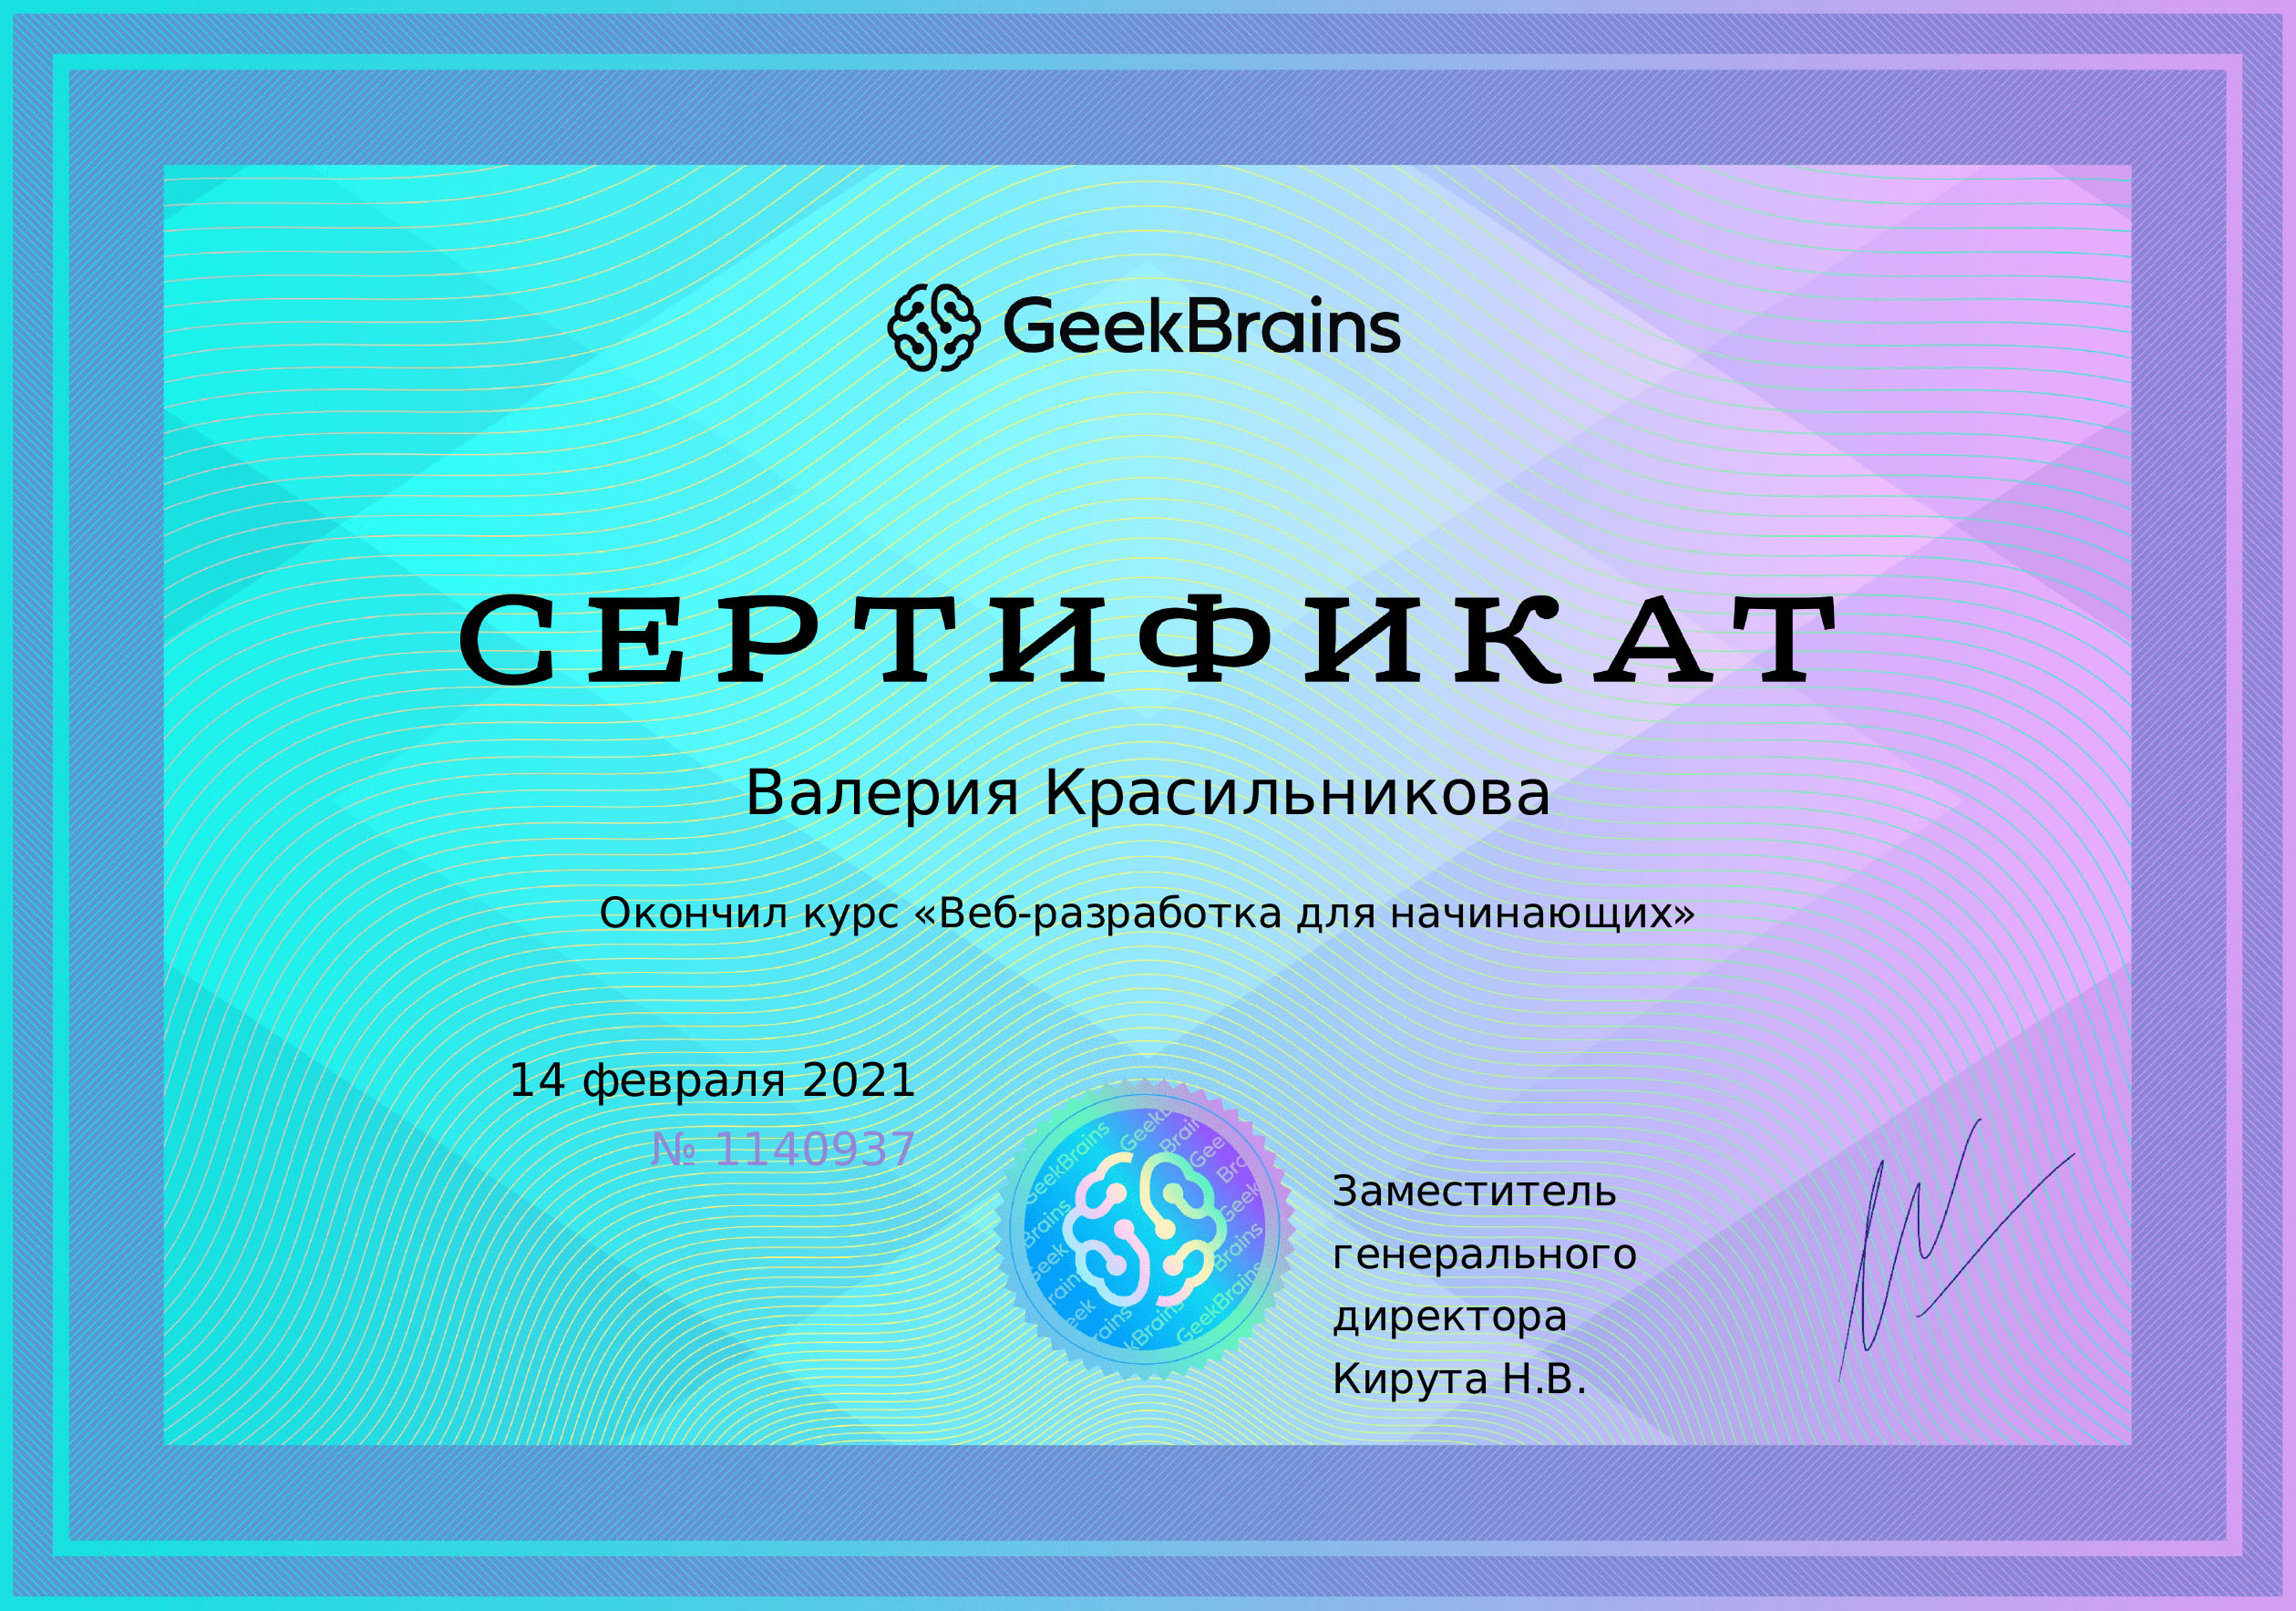 GeekBrains
СЕРТИФИКАТ
Валерия Красильникова
Окончил курс «Веб-разработка для начинающих»
14 февраля 2021
№ 1140937
Заместитель
генерального
директора
Кирута Н.В.